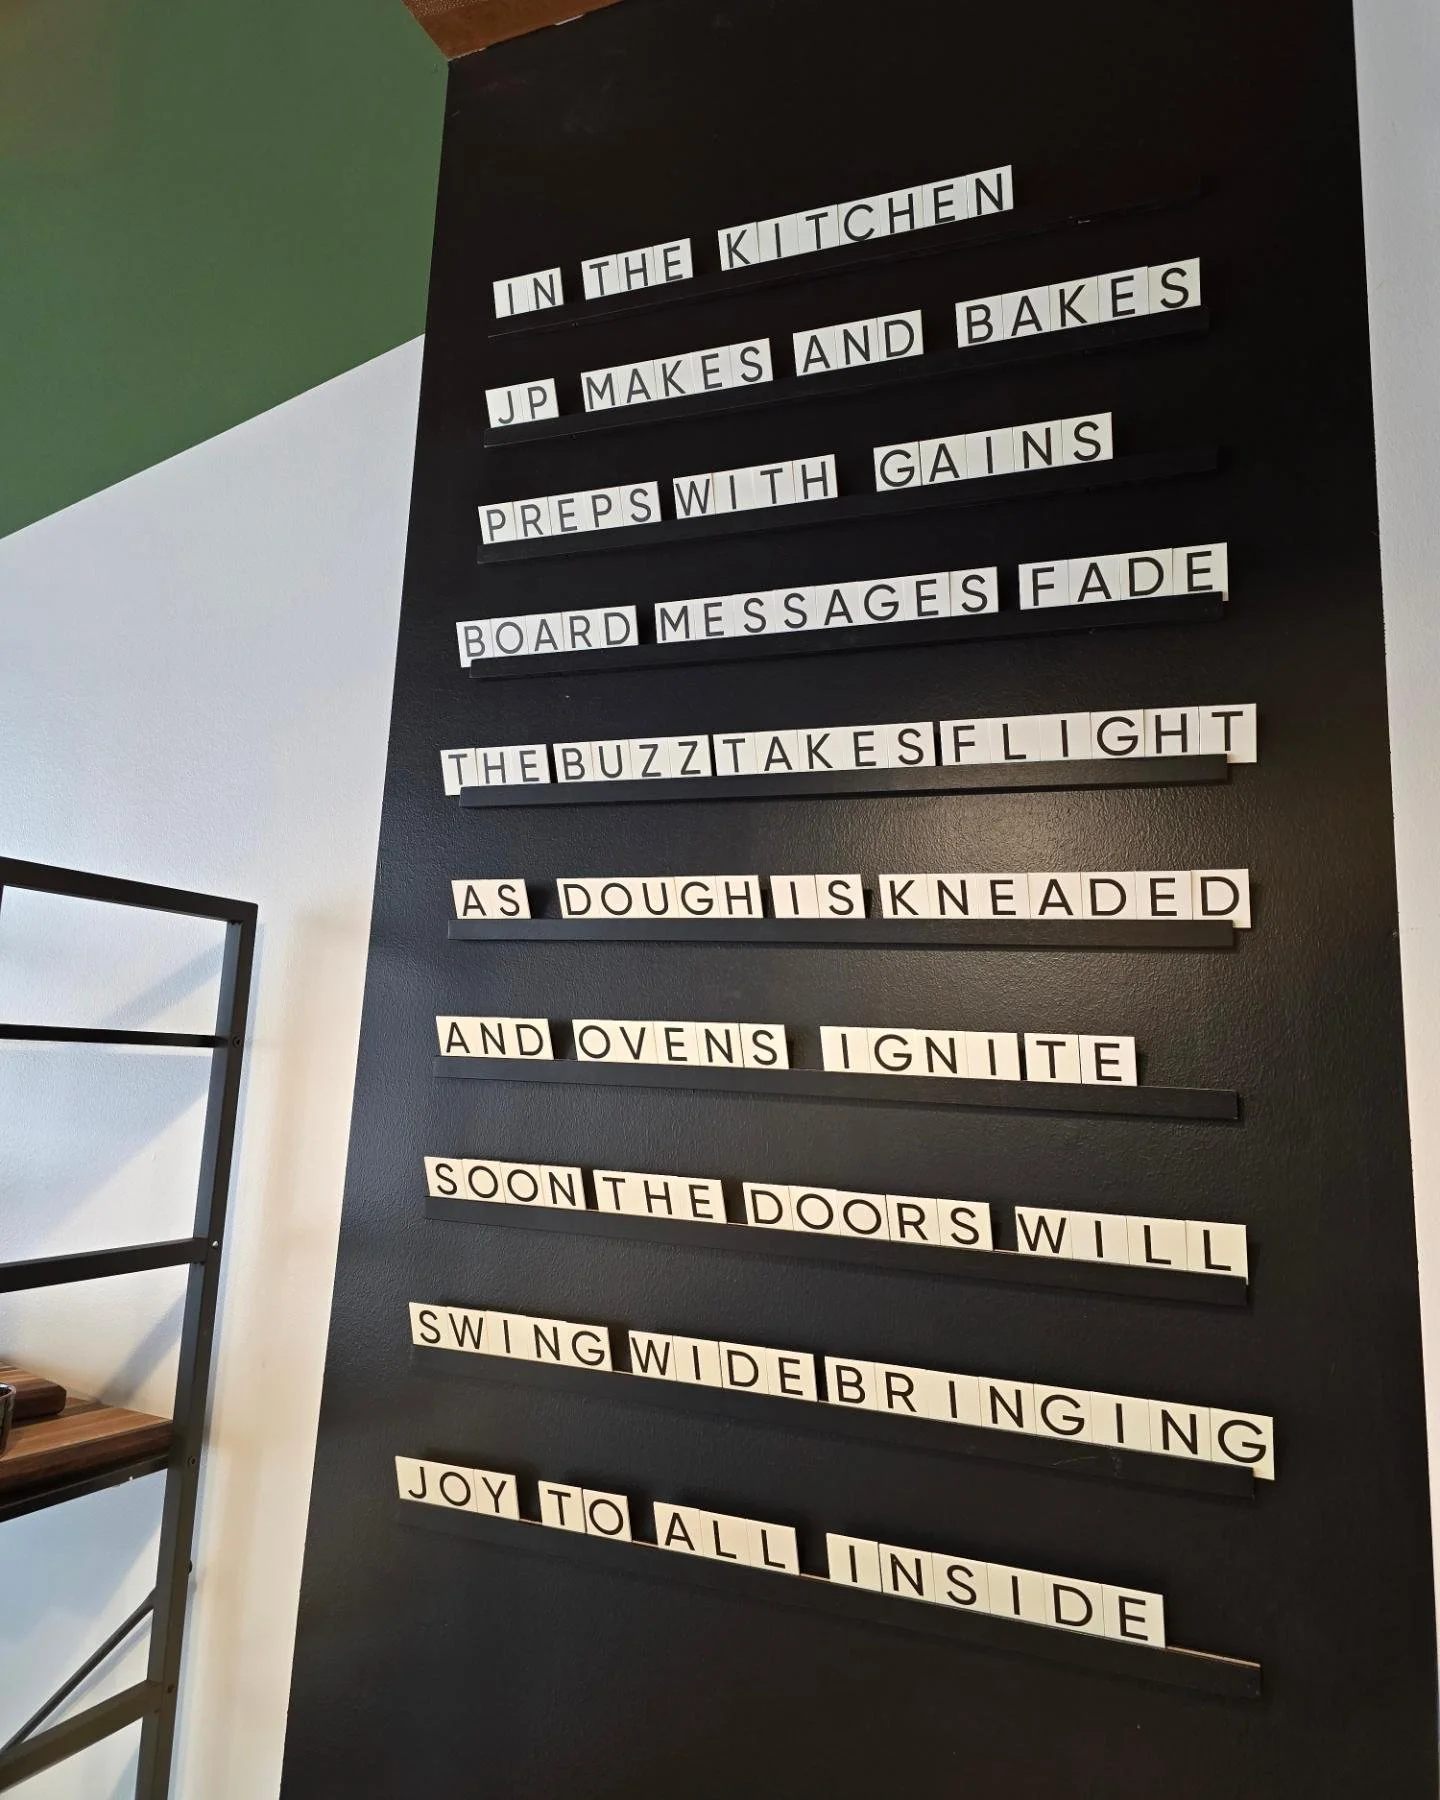 IN THE KITCHEN
JP MAKES AND BAKES
PREPS WITH GAINS
BOARD MESSAGES FADE
THE BUZZ TAKES FLIGHT
AS DOUGH IS KNEADED
AND OVENS IGNITE
SOON THE DOORS WILL
SWING WIDE BRINGING
JOY TO ALL INSIDE